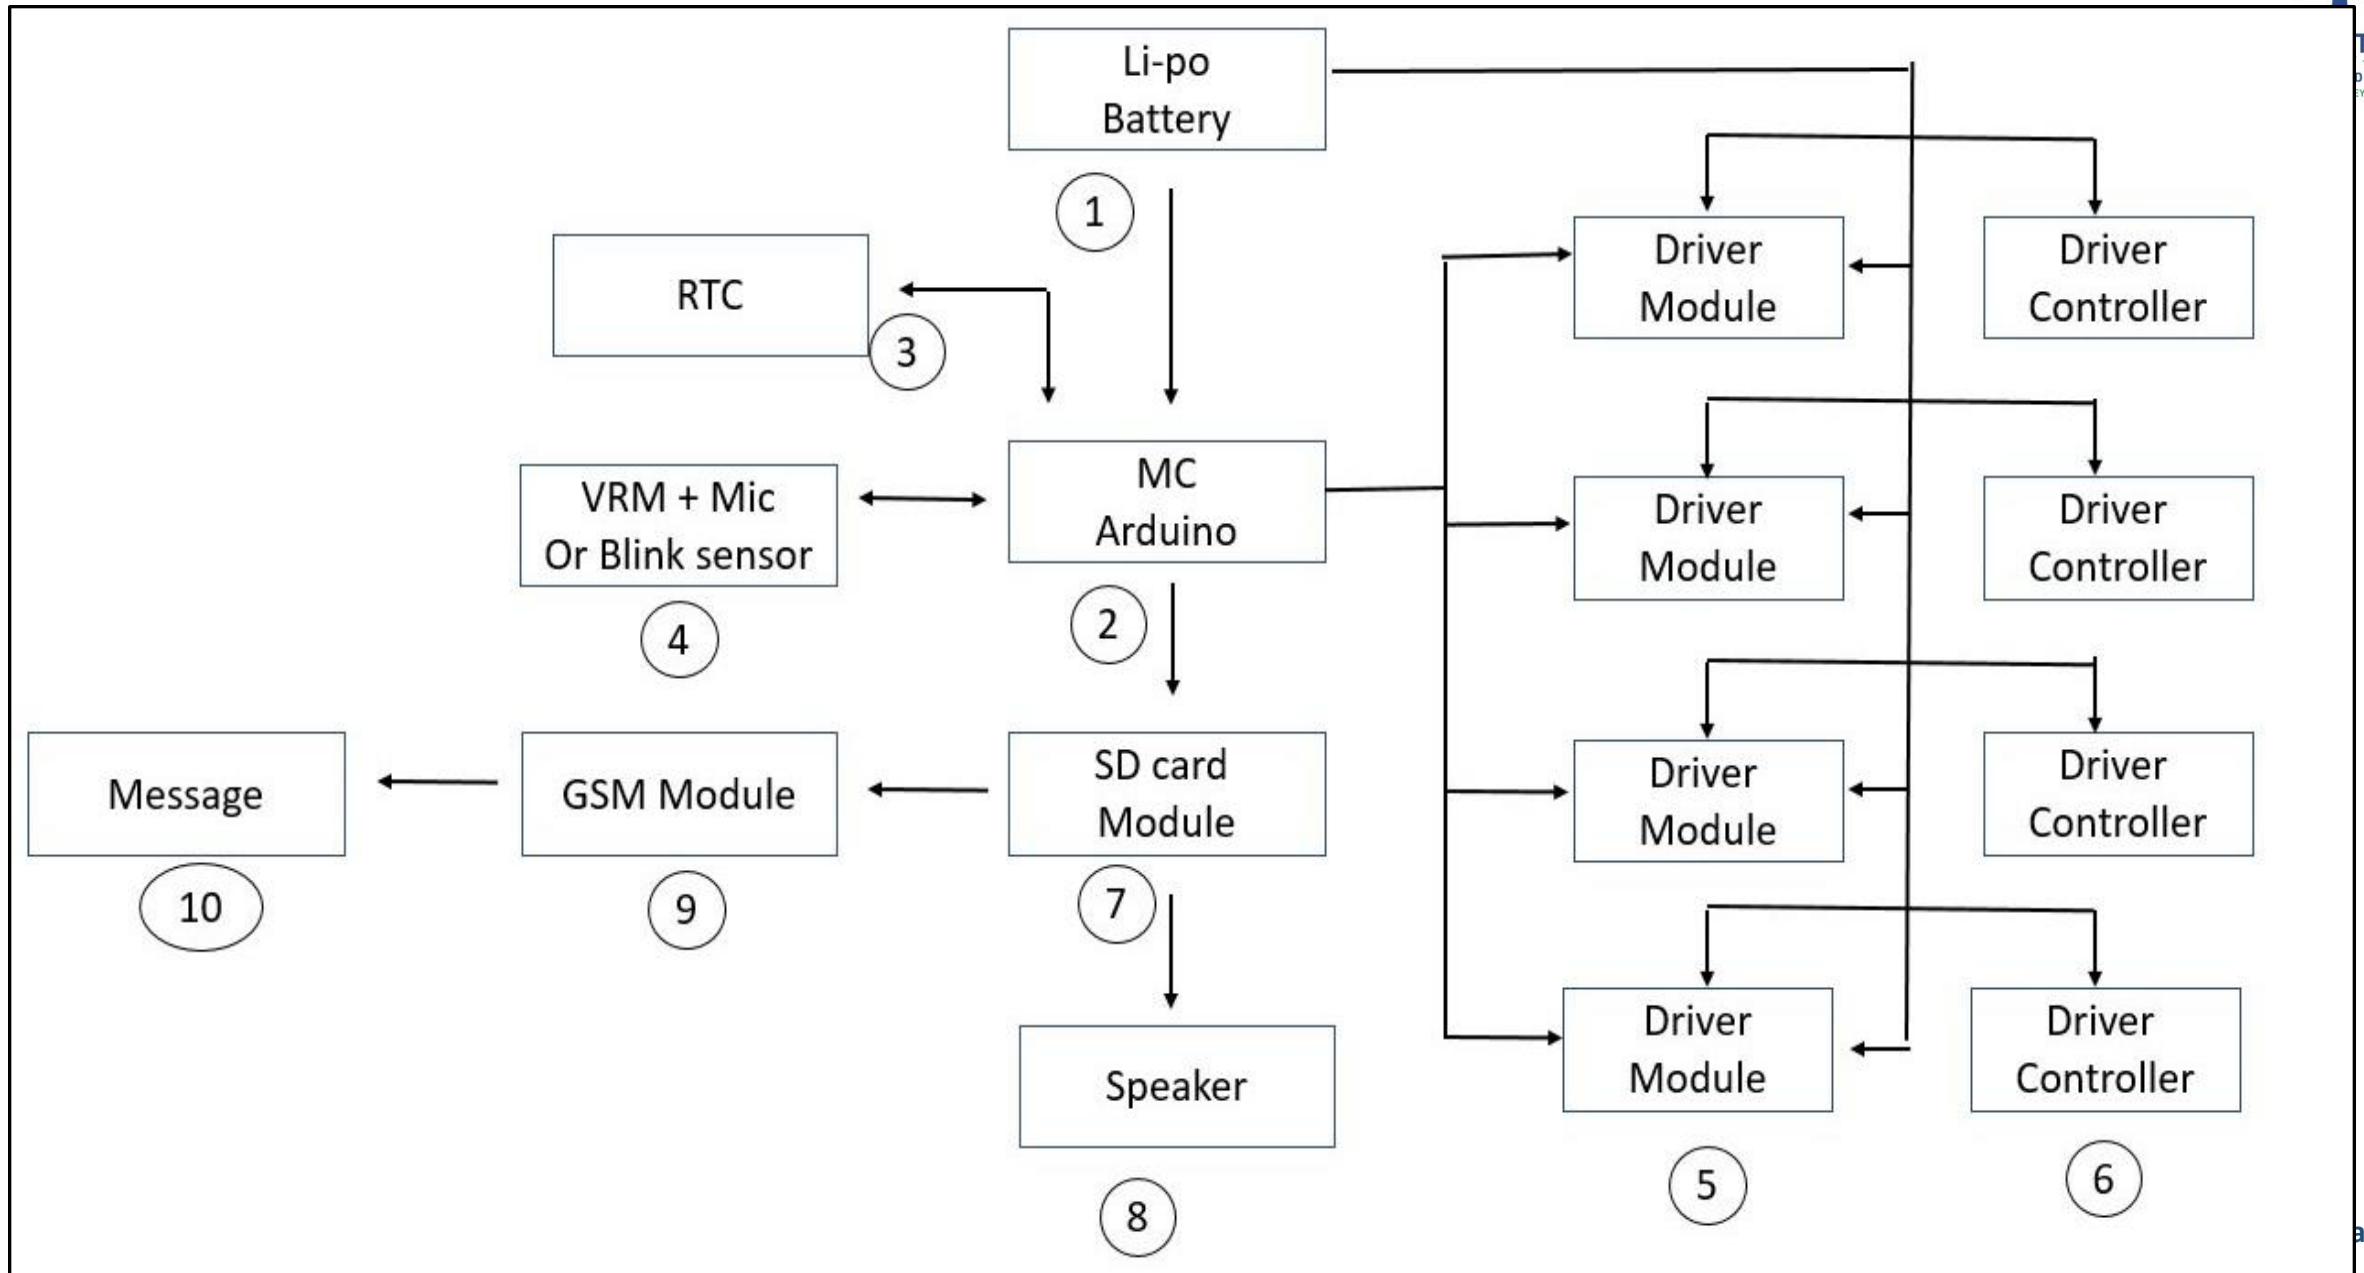 Li-po
Battery
1
RTC
3
Driver
Module
Driver
Controller
VRM + Mic
Or Blink sensor
4
MC
Arduino
2
Driver
Module
Driver
Controller
Message
10
GSM Module
9
SD card
Module
7
Driver
Module
Driver
Controller
Speaker
8
Driver
Module
5
Driver
Controller
6